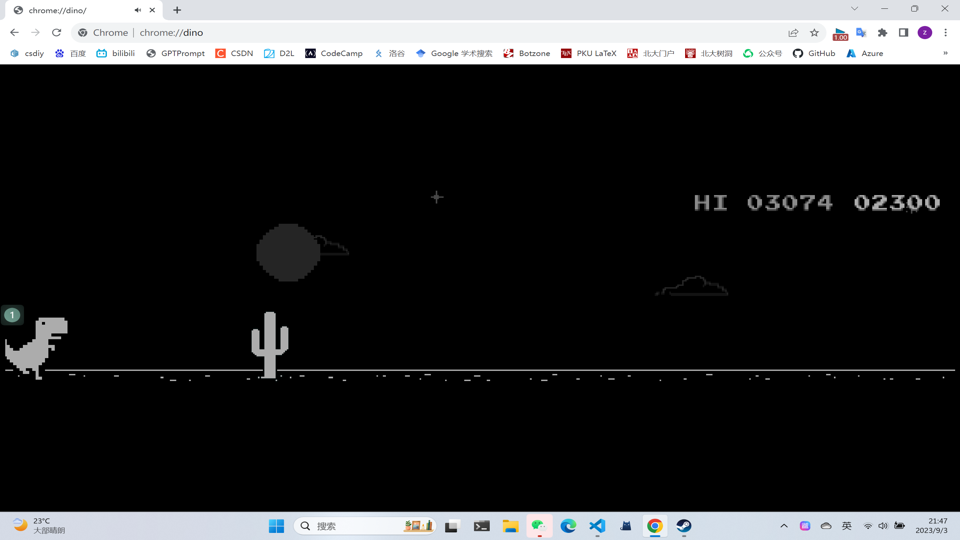 chrome://dino/
Chrome | chrome://dino
1.00
z
csdiy 百度 bilibili GPTPrompt CSDN D2L CodeCamp 洛谷 Google 学术搜索 Botzone PKU LaTeX 北大门户 北大树洞 公众号 GitHub Azure »
HI 03074 02300
1
23°C
大部晴朗
搜索
英
21:47
2023/9/3